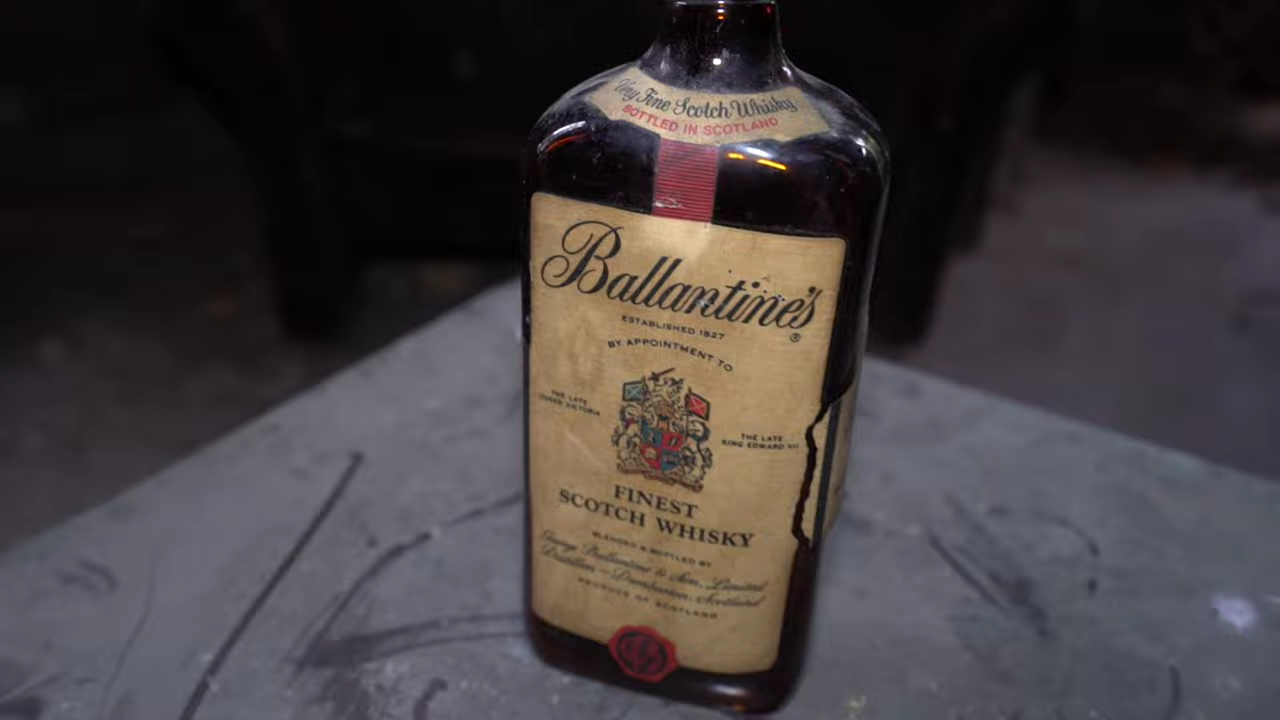 Very Fine Scotch Whisky
BOTTLED IN SCOTLAND
Ballantine's
®
ESTABLISHED 1827
BY APPOINTMENT TO
THE LATE
QUEEN VICTORIA
THE LATE
KING EDWARD VII
FINEST
SCOTCH WHISKY
BLENDED & BOTTLED BY
George Ballantine & Son, Limited
Distillers — Dumbarton, Scotland
PRODUCE OF SCOTLAND